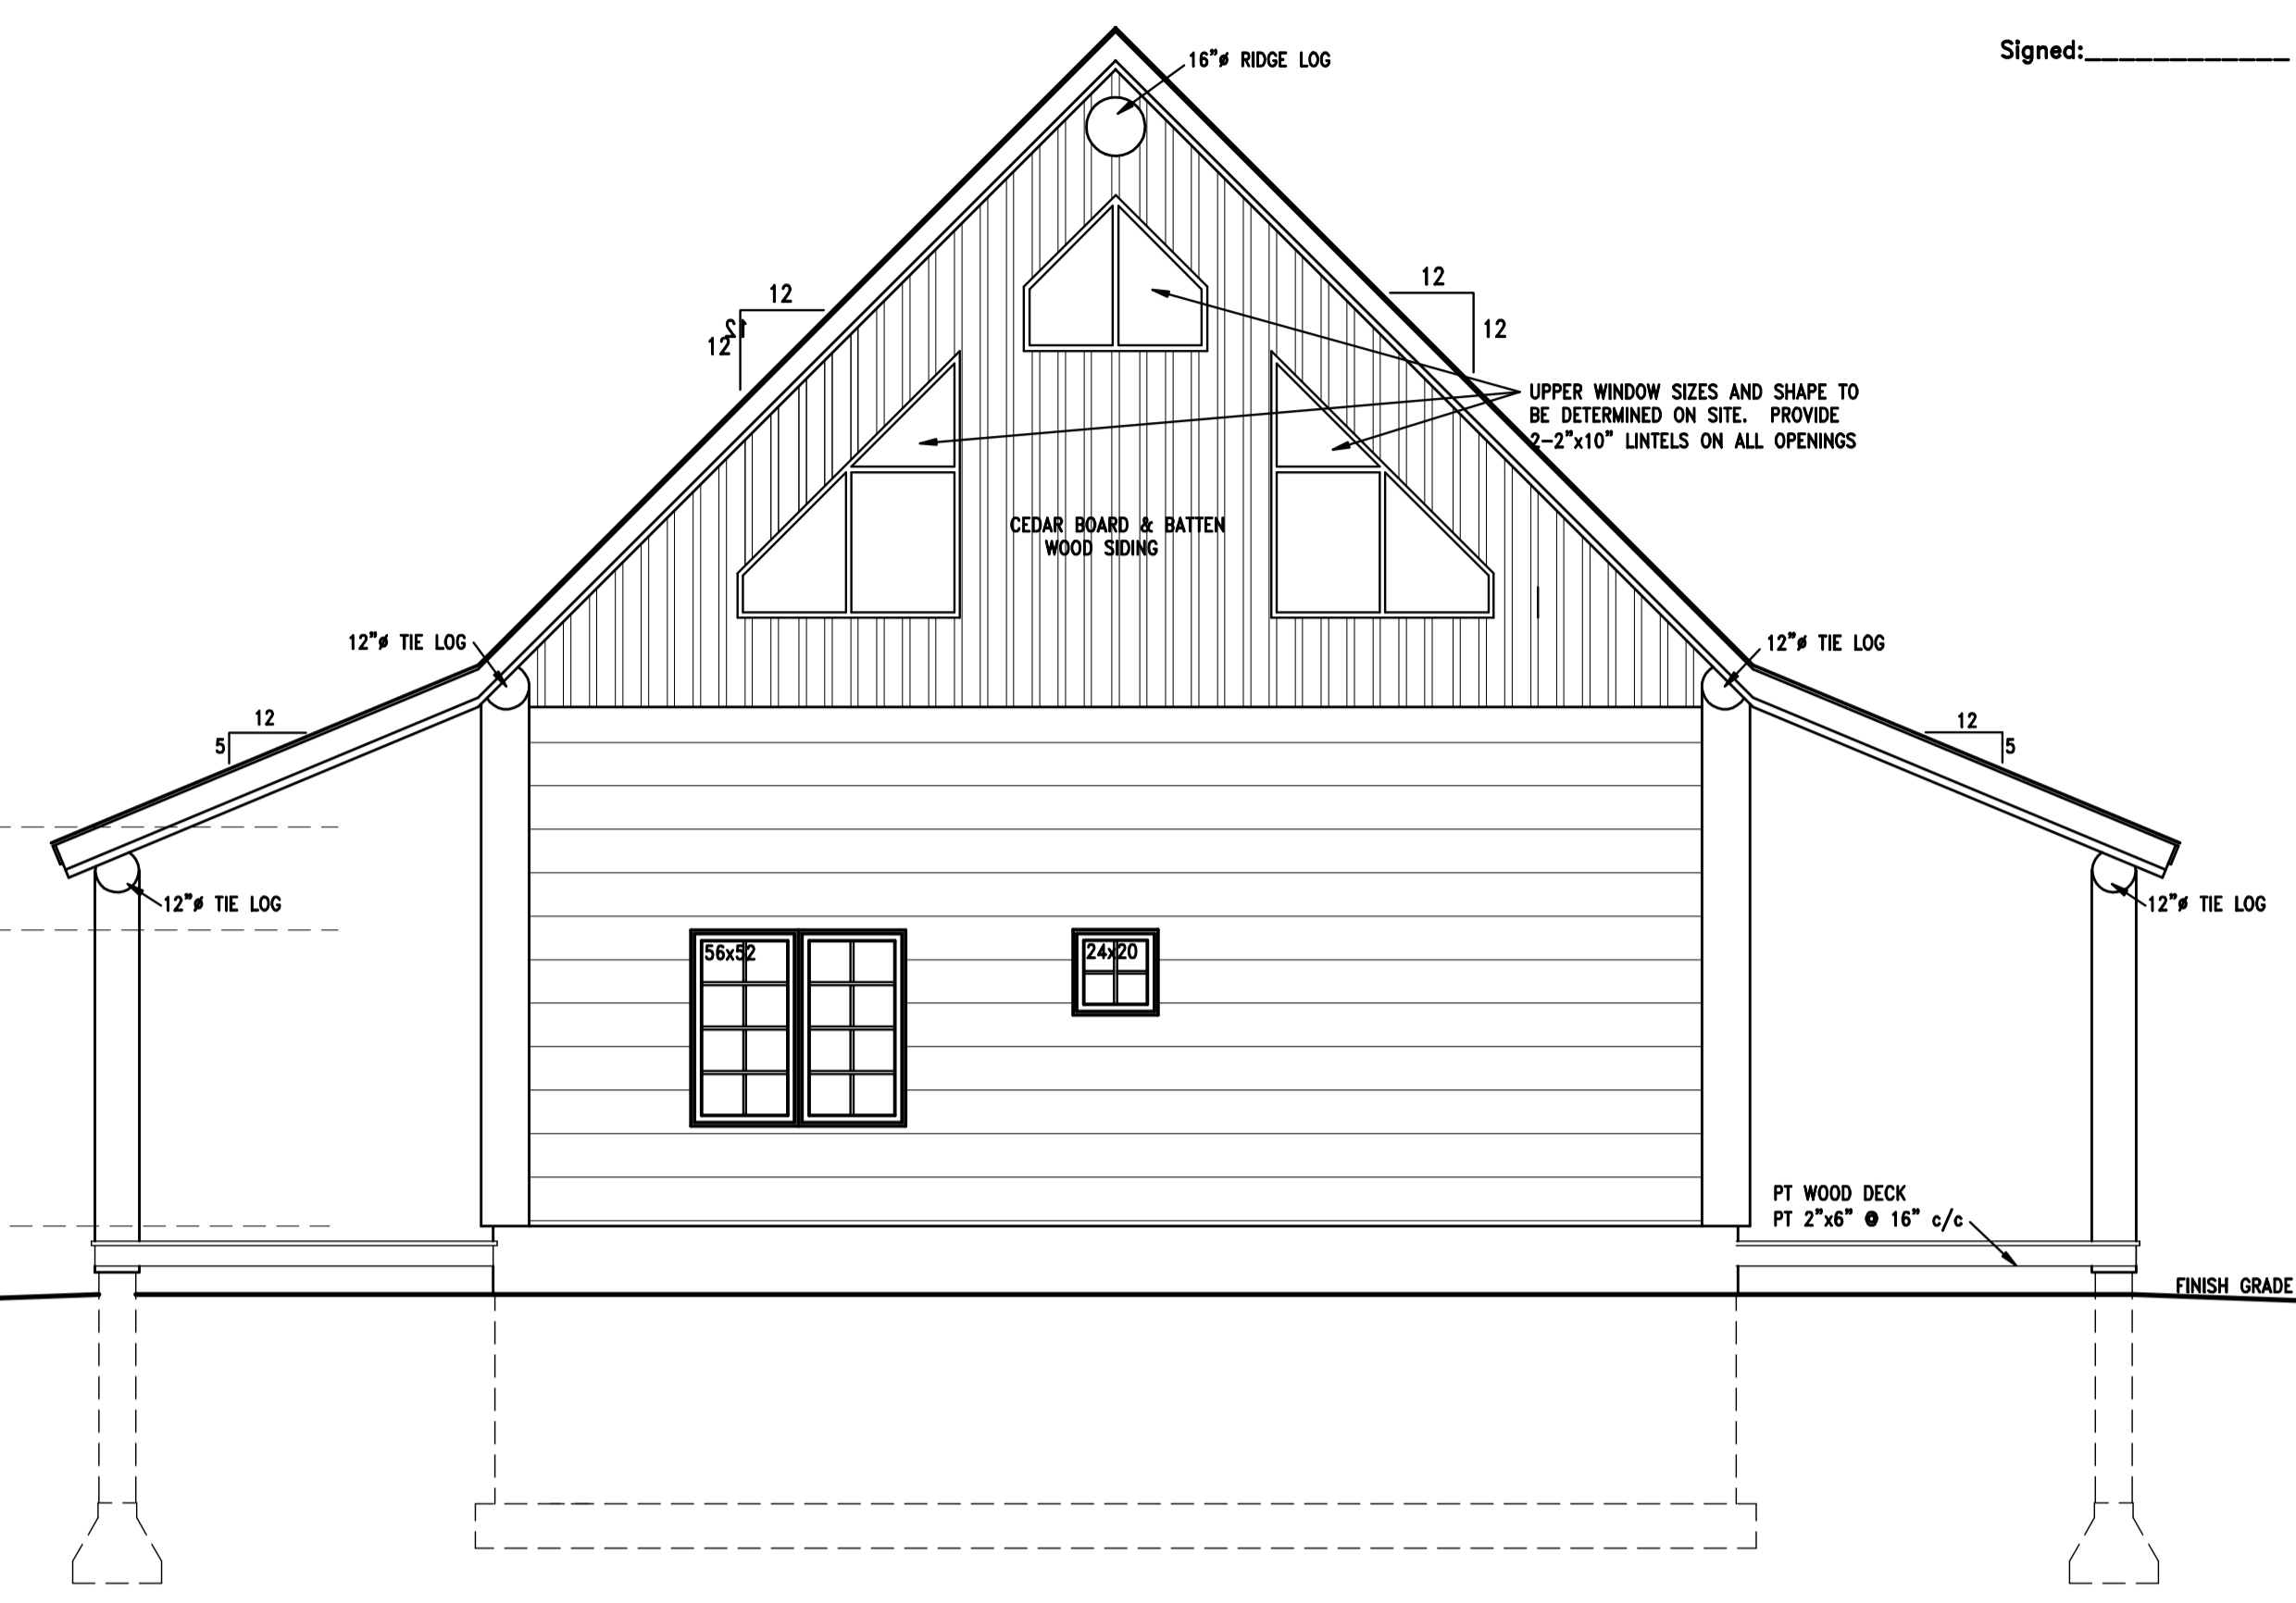 Signed:_____________
16"ø RIDGE LOG
12
12
12
12
12
12
UPPER WINDOW SIZES AND SHAPE TO
BE DETERMINED ON SITE. PROVIDE
2-2"x10" LINTELS ON ALL OPENINGS
CEDAR BOARD & BATTEN
WOOD SIDING
12"ø TIE LOG
12"ø TIE LOG
12
5
12
5
12"ø TIE LOG
12"ø TIE LOG
56x52
24x20
PT WOOD DECK
PT 2"x6" @ 16" c/c
FINISH GRADE